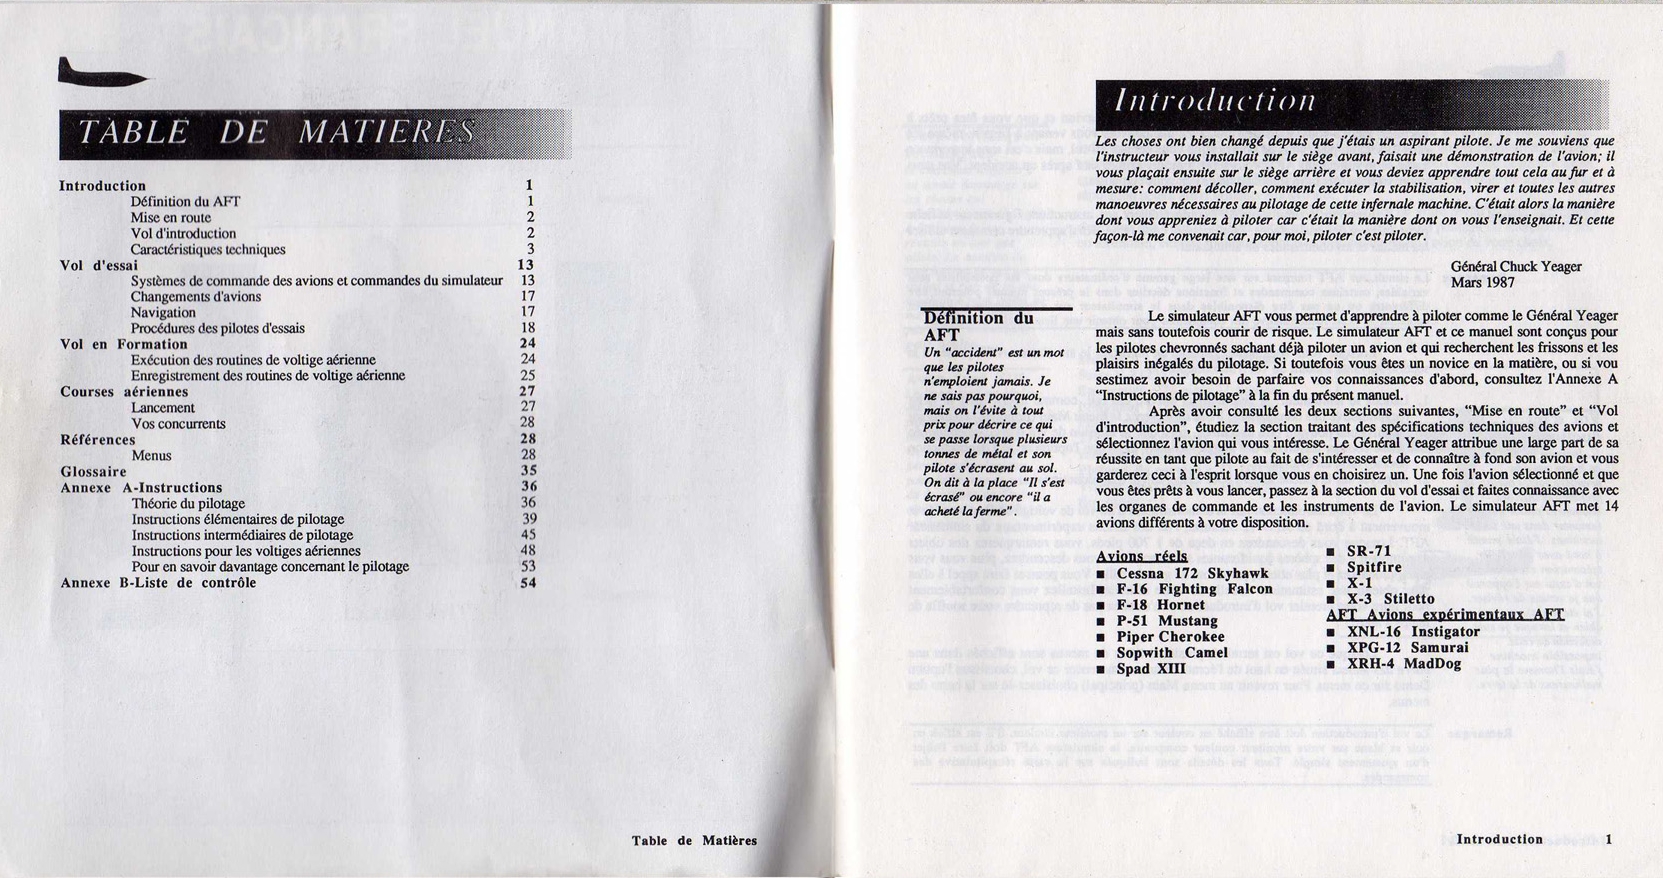 TABLE DE MATIERES
Introduction 1
Définition du AFT 1
Mise en route 2
Vol d'introduction 2
Caractéristiques techniques 3
Vol d'essai 13
Systèmes de commande des avions et commandes du simulateur 13
Changements d'avions 17
Navigation 17
Procédures des pilotes d'essais 18
Vol en Formation 24
Exécution des routines de voltige aérienne 24
Enregistrement des routines de voltige aérienne 25
Courses aériennes 27
Lancement 27
Vos concurrents 28
Références 28
Menus 28
Glossaire 35
Annexe A-Instructions 36
Théorie du pilotage 36
Instructions élémentaires de pilotage 39
Instructions intermédiaires de pilotage 45
Instructions pour les voltiges aériennes 48
Pour en savoir davantage concernant le pilotage 53
Annexe B-Liste de contrôle 54
Table de Matières
Introduction
Les choses ont bien changé depuis que j'étais un aspirant pilote. Je me souviens que
l'instructeur vous installait sur le siège avant, faisait une démonstration de l'avion; il
vous plaçait ensuite sur le siège arrière et vous deviez apprendre tout cela au fur et à
mesure: comment décoller, comment exécuter la stabilisation, virer et toutes les autres
manoeuvres nécessaires au pilotage de cette infernale machine. C'était alors la manière
dont vous appreniez à piloter car c'était la manière dont on vous l'enseignait. Et cette
façon-là me convenait car, pour moi, piloter c'est piloter.
Général Chuck Yeager
Mars 1987
Définition du
AFT
Un "accident" est un mot
que les pilotes
n'emploient jamais. Je
ne sais pas pourquoi,
mais on l'évite à tout
prix pour décrire ce qui
se passe lorsque plusieurs
tonnes de métal et son
pilote s'écrasent au sol.
On dit à la place "Il s'est
écrasé" ou encore "il a
acheté la ferme".
Le simulateur AFT vous permet d'apprendre à piloter comme le Général Yeager
mais sans toutefois courir de risque. Le simulateur AFT et ce manuel sont conçus pour
les pilotes chevronnés sachant déjà piloter un avion et qui recherchent les frissons et les
plaisirs inégalés du pilotage. Si toutefois vous êtes un novice en la matière, ou si vou
sestimez avoir besoin de parfaire vos connaissances d'abord, consultez l'Annexe A
"Instructions de pilotage" à la fin du présent manuel.
Après avoir consulté les deux sections suivantes, "Mise en route" et "Vol
d'introduction", étudiez la section traitant des spécifications techniques des avions et
sélectionnez l'avion qui vous intéresse. Le Général Yeager attribue une large part de sa
réussite en tant que pilote au fait de s'intéresser et de connaître à fond son avion et vous
garderez ceci à l'esprit lorsque vous en choisirez un. Une fois l'avion sélectionné et que
vous êtes prêts à vous lancer, passez à la section du vol d'essai et faites connaissance avec
les organes de commande et les instruments de l'avion. Le simulateur AFT met 14
avions différents à votre disposition.
Avions réels
■ Cessna 172 Skyhawk
■ F-16 Fighting Falcon
■ F-18 Hornet
■ P-51 Mustang
■ Piper Cherokee
■ Sopwith Camel
■ Spad XIII
■ SR-71
■ Spitfire
■ X-1
■ X-3 Stiletto
AFT Avions expérimentaux AFT
■ XNL-16 Instigator
■ XPG-12 Samurai
■ XRH-4 MadDog
Introduction 1